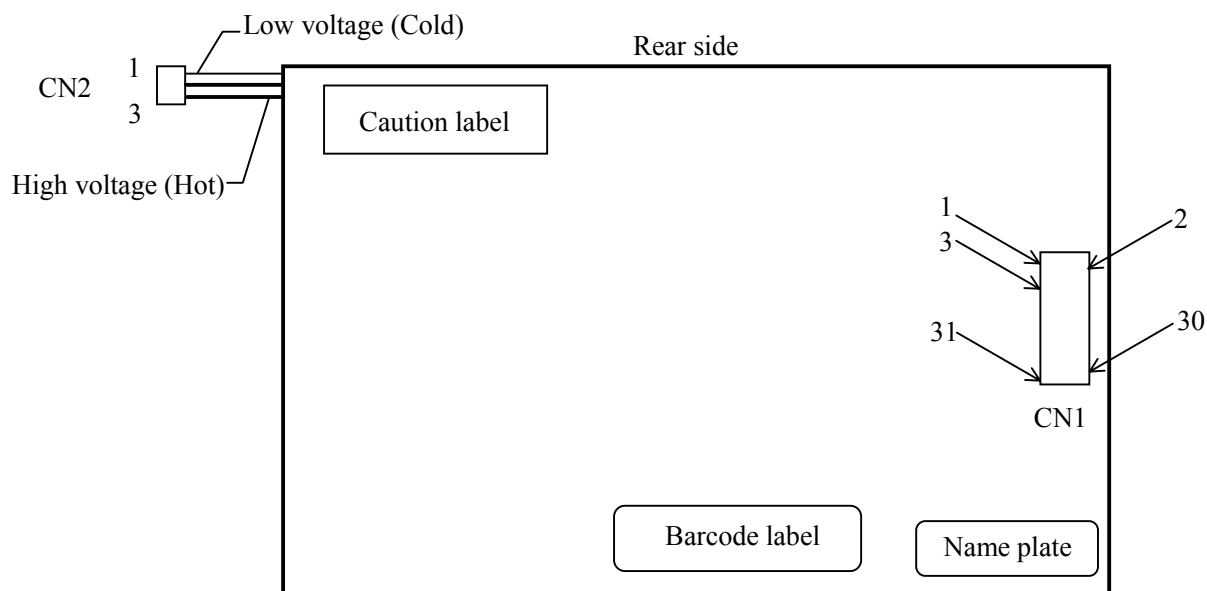 Low voltage (Cold)
Rear side
1
CN2
3
Caution label
High voltage (Hot)
1
2
3
31
30
CN1
Barcode label
Name plate